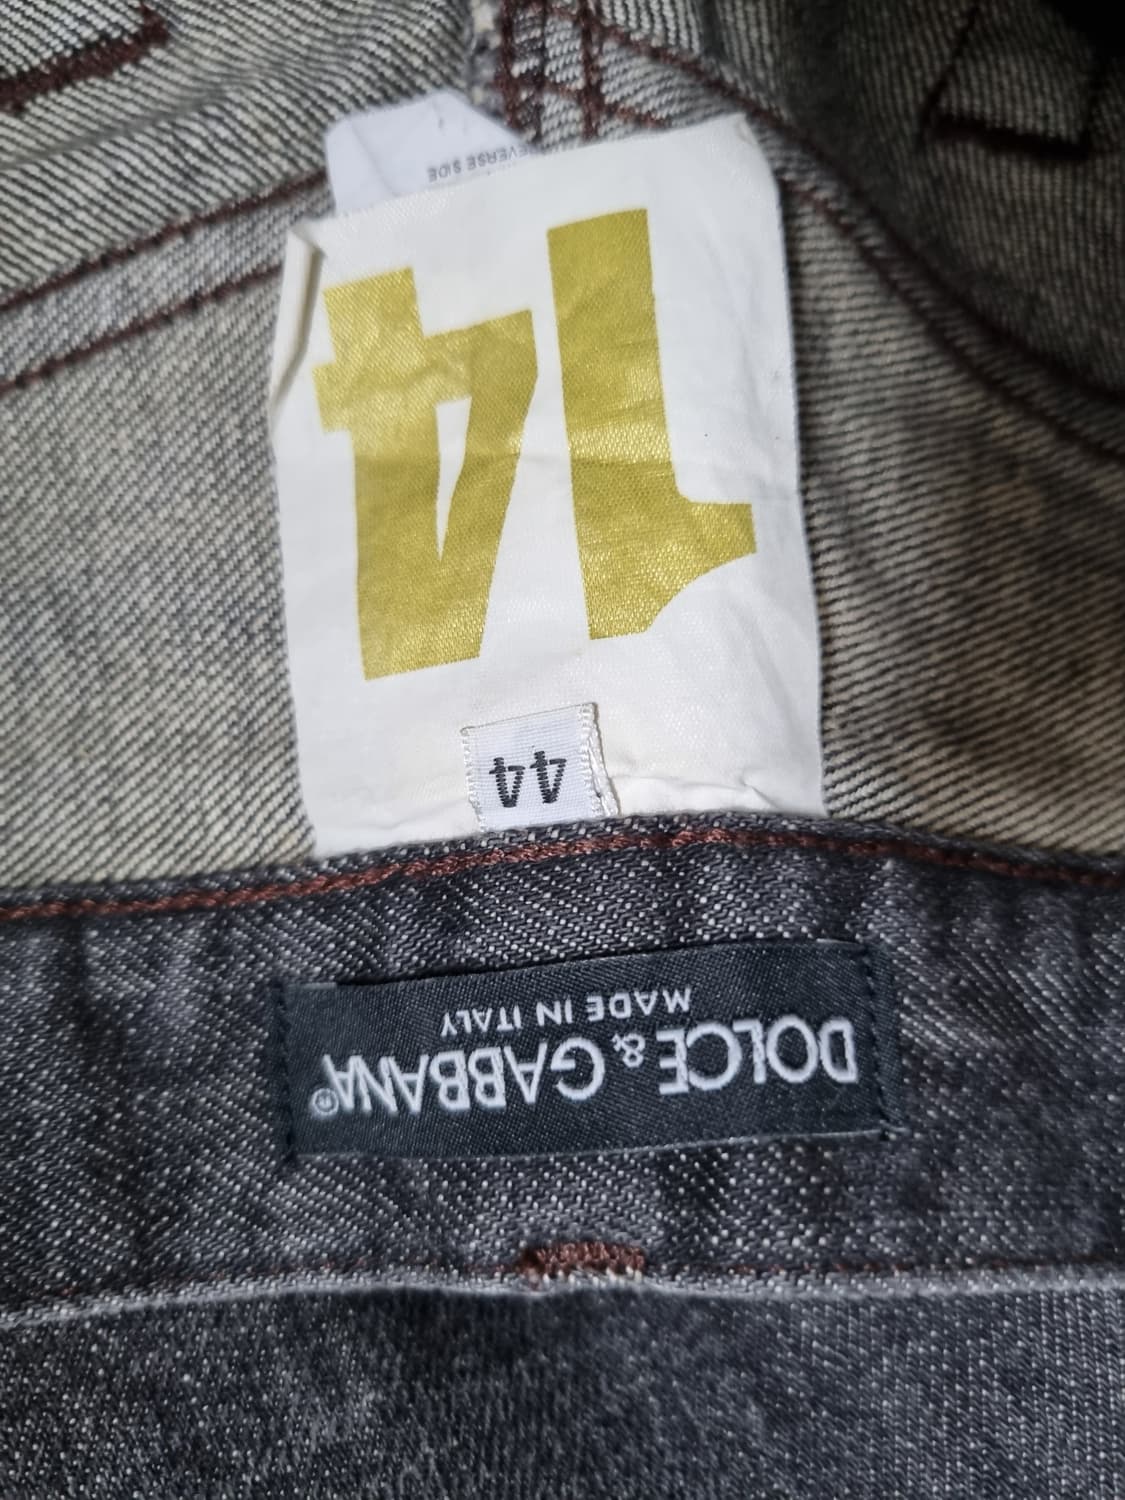 DOLCE & GABBANA®
MADE IN ITALY
44
14
REVERSE SIDE